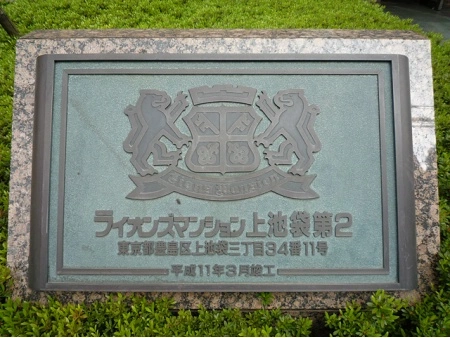 ライオンズマンション上池袋第2
東京都豊島区上池袋三丁目34番11号
平成11年3月竣工